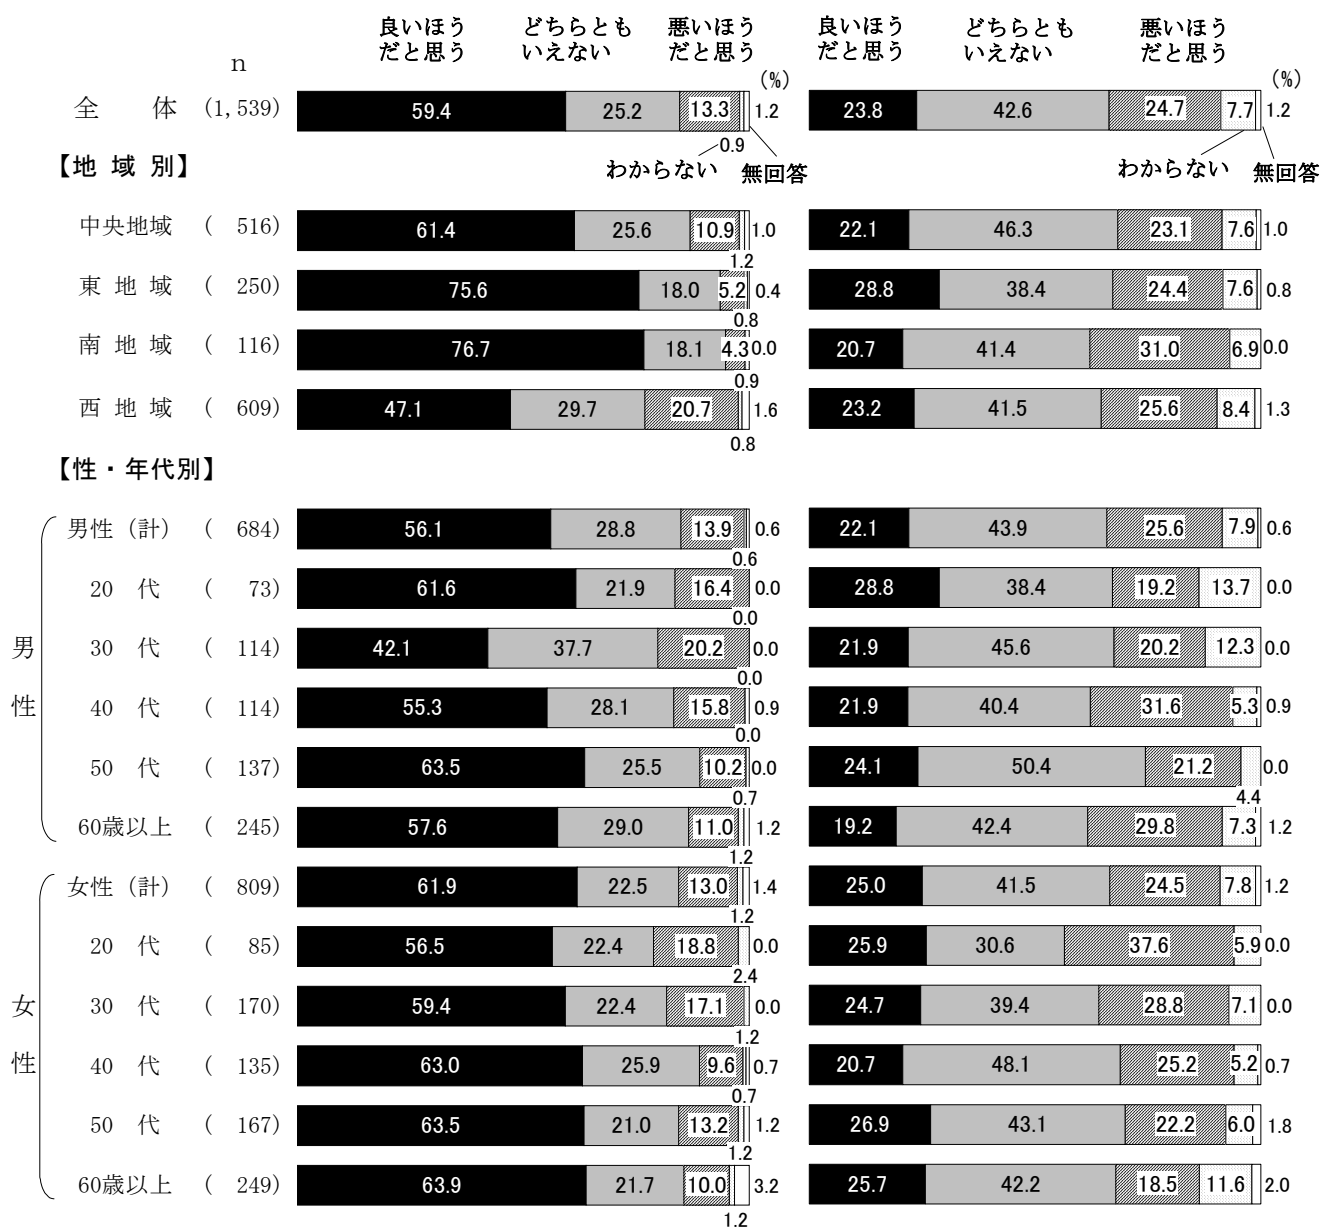 良いほう どちらとも 悪いほう 良いほう どちらとも 悪いほう
だと思う いえない だと思う だと思う いえない だと思う
n (%) (%)
全 体 (1,539) 59.4 25.2 13.3 1.2 23.8 42.6 24.7 7.7 1.2
0.9
【地 域 別】 わからない 無回答 わからない 無回答
中央地域 ( 516) 61.4 25.6 10.9 1.0 22.1 46.3 23.1 7.6 1.0
1.2
東 地 域 ( 250) 75.6 18.0 5.2 0.4 28.8 38.4 24.4 7.6 0.8
0.8
南 地 域 ( 116) 76.7 18.1 4.3 0.0 20.7 41.4 31.0 6.9 0.0
0.9
西 地 域 ( 609) 47.1 29.7 20.7 1.6 23.2 41.5 25.6 8.4 1.3
0.8
【性・年代別】
男性(計) ( 684) 56.1 28.8 13.9 0.6 22.1 43.9 25.6 7.9 0.6
0.6
20 代 ( 73) 61.6 21.9 16.4 0.0 28.8 38.4 19.2 13.7 0.0
0.0
男 30 代 ( 114) 42.1 37.7 20.2 0.0 21.9 45.6 20.2 12.3 0.0
0.0
性 40 代 ( 114) 55.3 28.1 15.8 0.9 21.9 40.4 31.6 5.3 0.9
0.0
50 代 ( 137) 63.5 25.5 10.2 0.0 24.1 50.4 21.2 0.0
0.7 4.4
60歳以上 ( 245) 57.6 29.0 11.0 1.2 19.2 42.4 29.8 7.3 1.2
1.2
女性(計) ( 809) 61.9 22.5 13.0 1.4 25.0 41.5 24.5 7.8 1.2
1.2
20 代 ( 85) 56.5 22.4 18.8 0.0 25.9 30.6 37.6 5.9 0.0
2.4
女 30 代 ( 170) 59.4 22.4 17.1 0.0 24.7 39.4 28.8 7.1 0.0
1.2
性 40 代 ( 135) 63.0 25.9 9.6 0.7 20.7 48.1 25.2 5.2 0.7
0.7
50 代 ( 167) 63.5 21.0 13.2 1.2 26.9 43.1 22.2 6.0 1.8
1.2
60歳以上 ( 249) 63.9 21.7 10.0 3.2 25.7 42.2 18.5 11.6 2.0
1.2